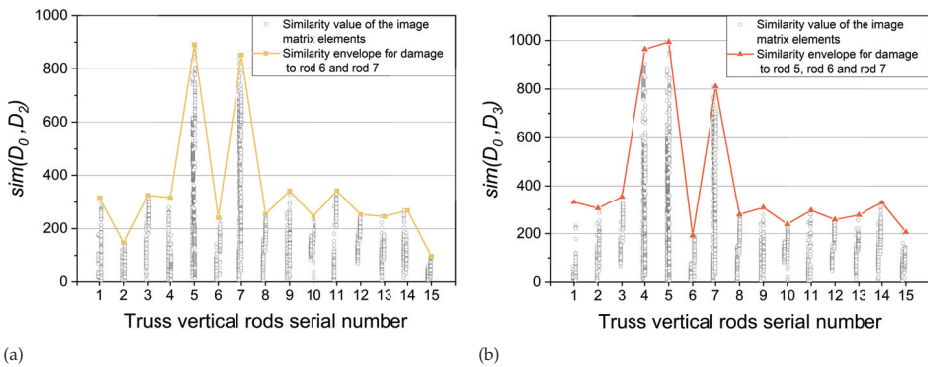 Similarity value of the image
matrix elements
Similarity envelope for damage
to rod 6 and rod 7
1000
800
600
400
200
0
sim(D0,D2)
1 2 3 4 5 6 7 8 9 10 11 12 13 14 15
Truss vertical rods serial number
(a)
Similarity value of the image
matrix elements
Similarity envelope for damage
to rod 5, rod 6 and rod 7
1000
800
600
400
200
0
sim(D0,D3)
1 2 3 4 5 6 7 8 9 10 11 12 13 14 15
Truss vertical rods serial number
(b)